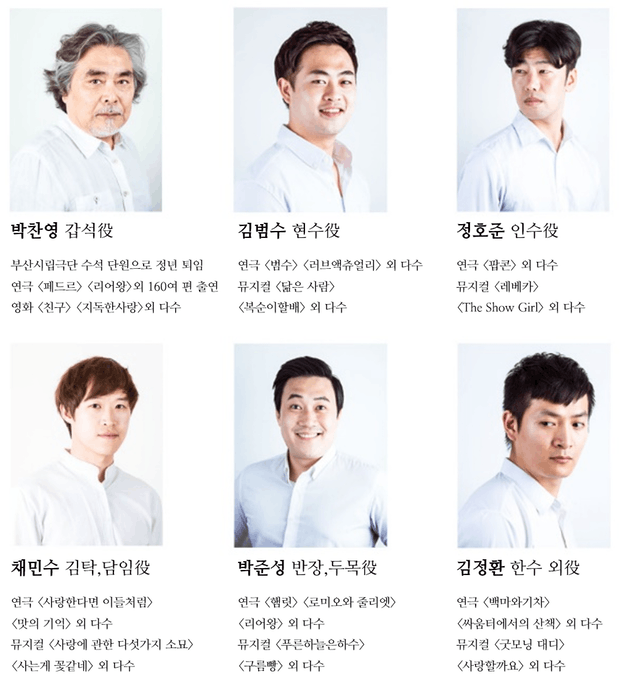 박찬영 갑석役
부산시립극단 수석 단원으로 정년 퇴임
연극 〈페드르〉 〈리어왕〉외 160여 편 출연
영화 〈친구〉 〈지독한사랑〉외 다수
김범수 현수役
연극 〈범수〉 〈러브액츄얼리〉 외 다수
뮤지컬 〈닮은 사람〉
〈복순이할배〉 외 다수
정호준 인수役
연극 〈팝콘〉 외 다수
뮤지컬 〈레베카〉
〈The Show Girl〉 외 다수
채민수 김탁,담임役
연극 〈사랑한다면 이들처럼〉
〈맛의 기억〉 외 다수
뮤지컬 〈사랑에 관한 다섯가지 소묘〉
〈사는게 꽃같네〉 외 다수
박준성 반장,두목役
연극 〈햄릿〉 〈로미오와 줄리엣〉
〈리어왕〉 외 다수
뮤지컬 〈푸른하늘은하수〉
〈구름빵〉 외 다수
김정환 한수 외役
연극 〈백마와기차〉
〈싸움터에서의 산책〉 외 다수
뮤지컬 〈굿모닝 대디〉
〈사랑할까요〉 외 다수